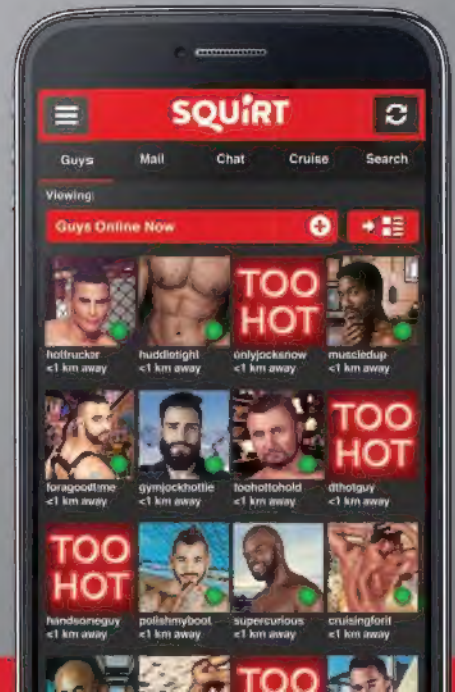 SQUiRT
Guys Mail Chat Cruise Search
Viewing:
Guys Online Now
TOO
HOT
hottrucker huddletight onlyjocksnow muscledup
<1 km away <1 km away <1 km away <1 km away
TOO
HOT
foragoodtime gymjockhottie toohottohold dthotguy
<1 km away <1 km away <1 km away <1 km away
TOO
HOT
handsoneguy polishmyboot supercurious cruisingforit
<1 km away <1 km away <1 km away <1 km away
TOO